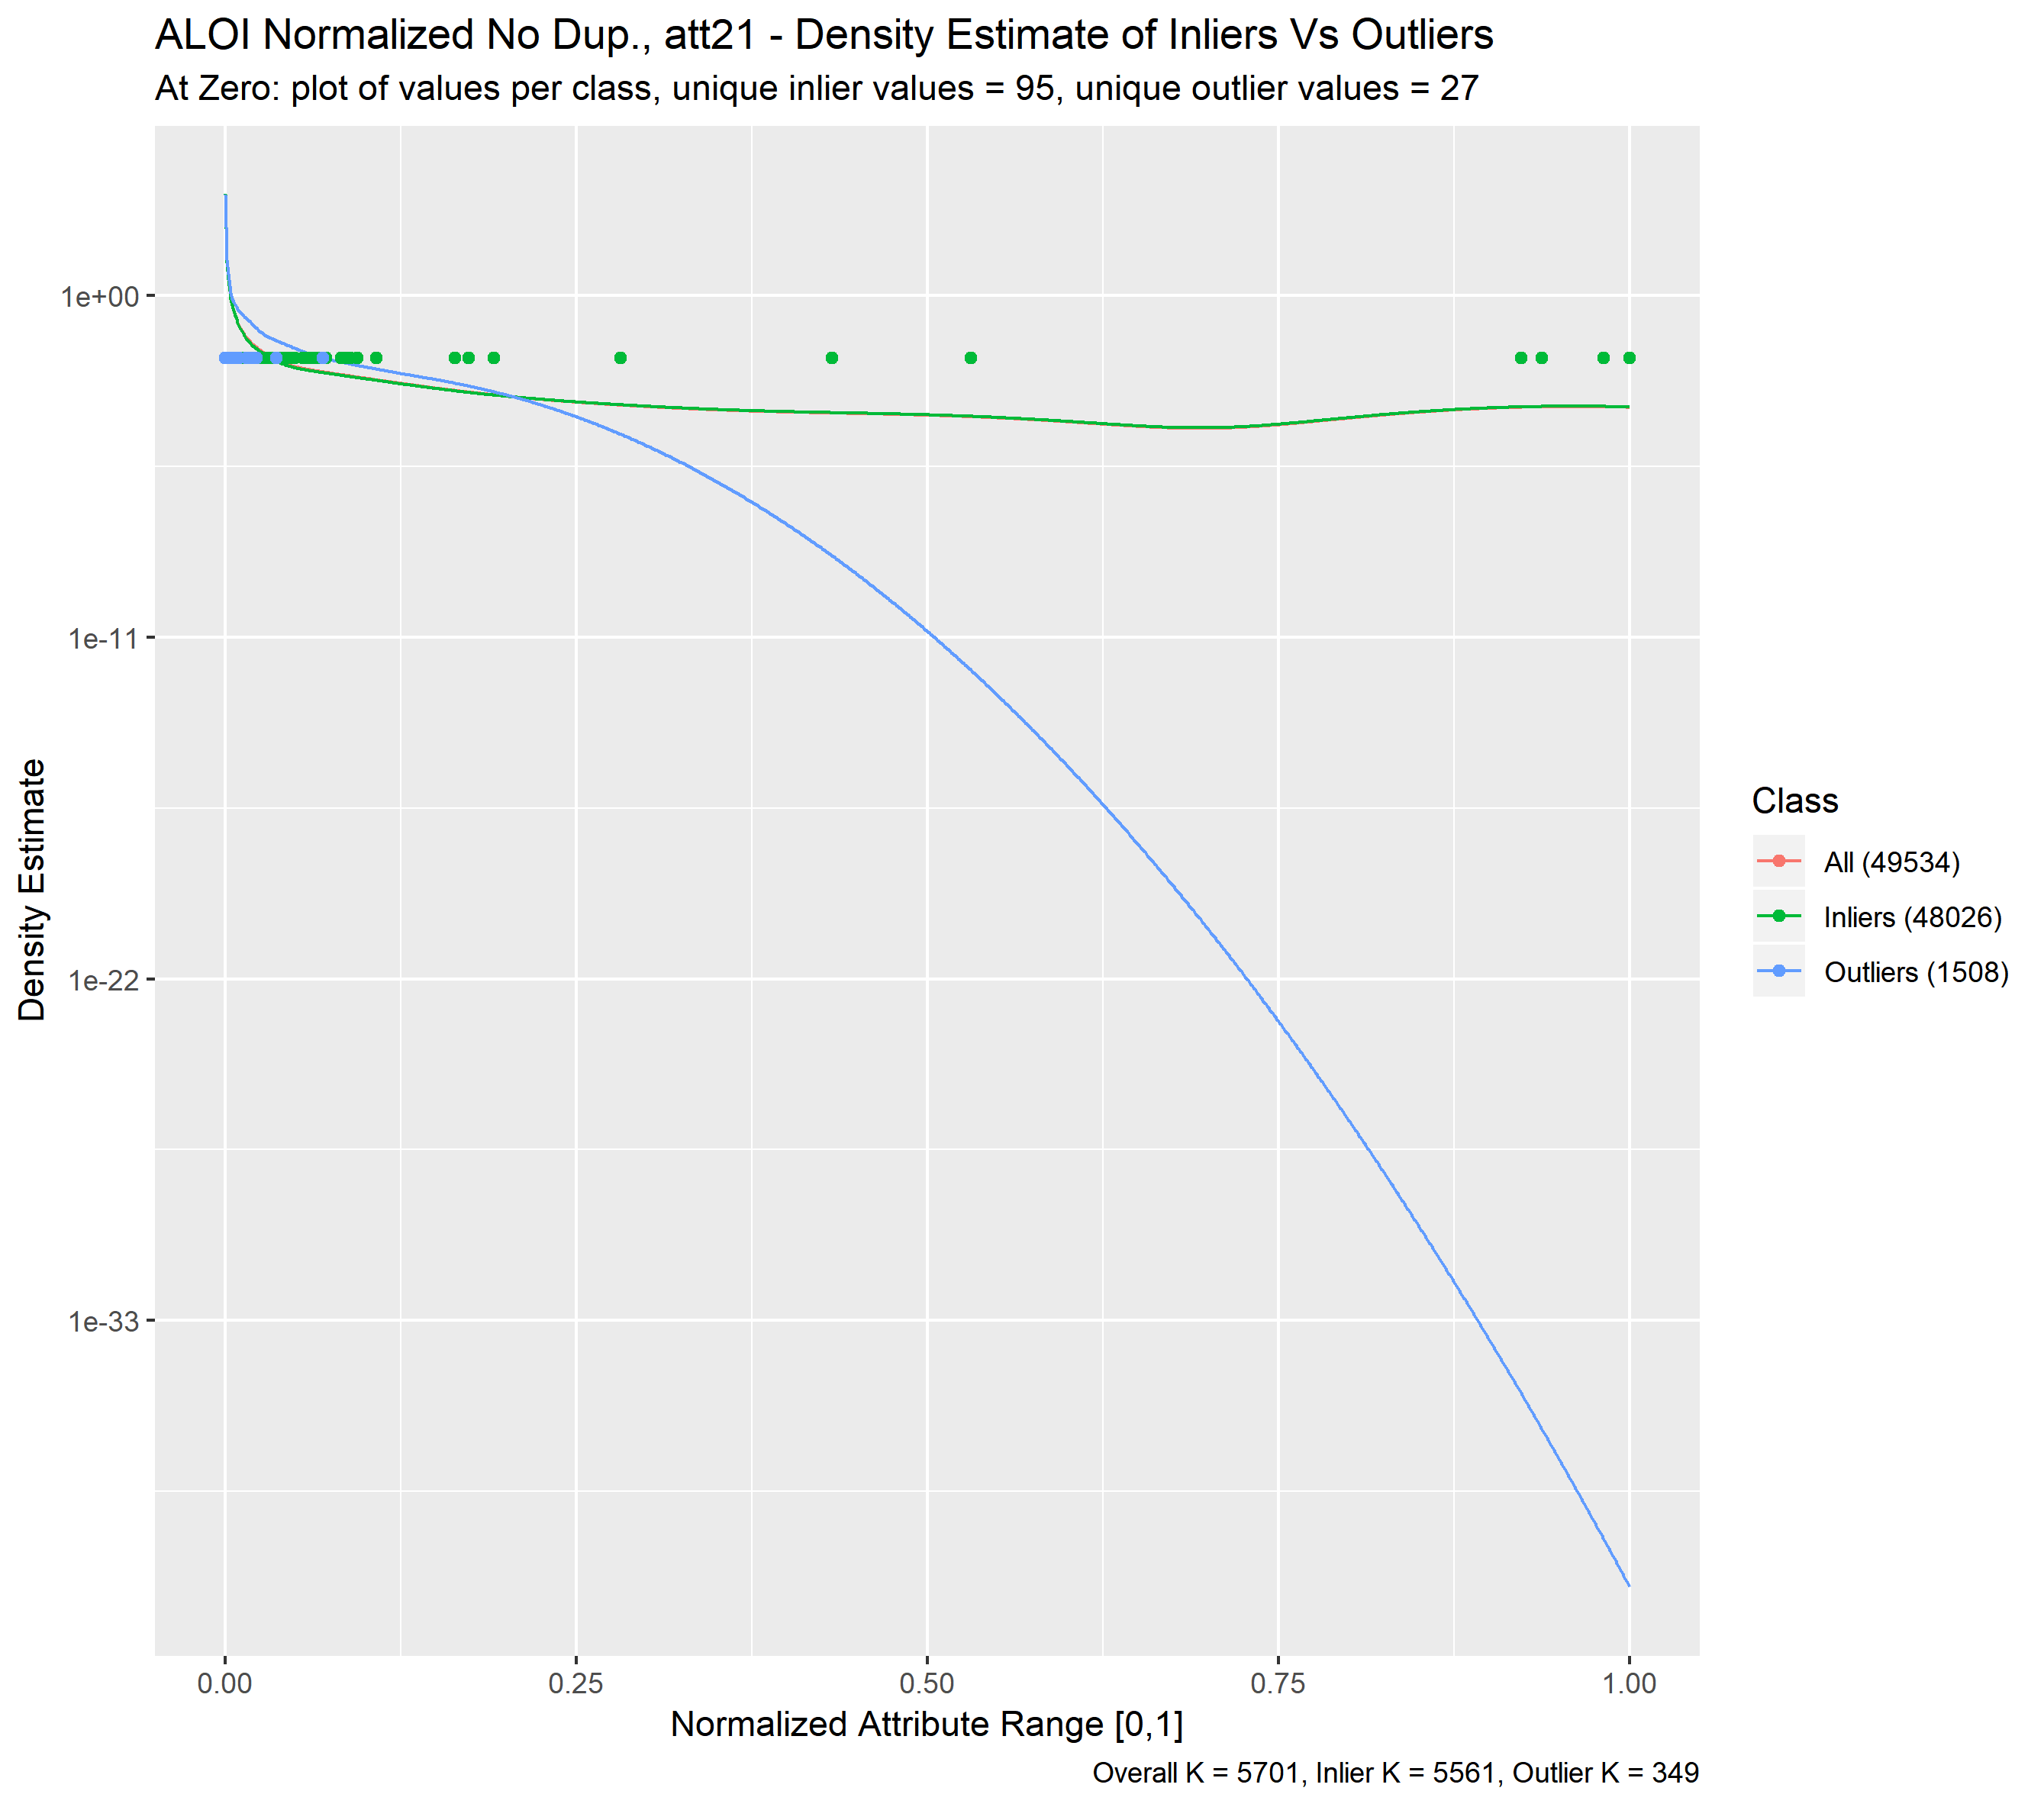 ALOI Normalized No Dup., att21 - Density Estimate of Inliers Vs Outliers
At Zero: plot of values per class, unique inlier values = 95, unique outlier values = 27
1e+00
1e-11
1e-22
1e-33
Density Estimate
0.00
0.25
0.50
0.75
1.00
Normalized Attribute Range [0,1]
Overall K = 5701, Inlier K = 5561, Outlier K = 349
Class
All (49534)
Inliers (48026)
Outliers (1508)